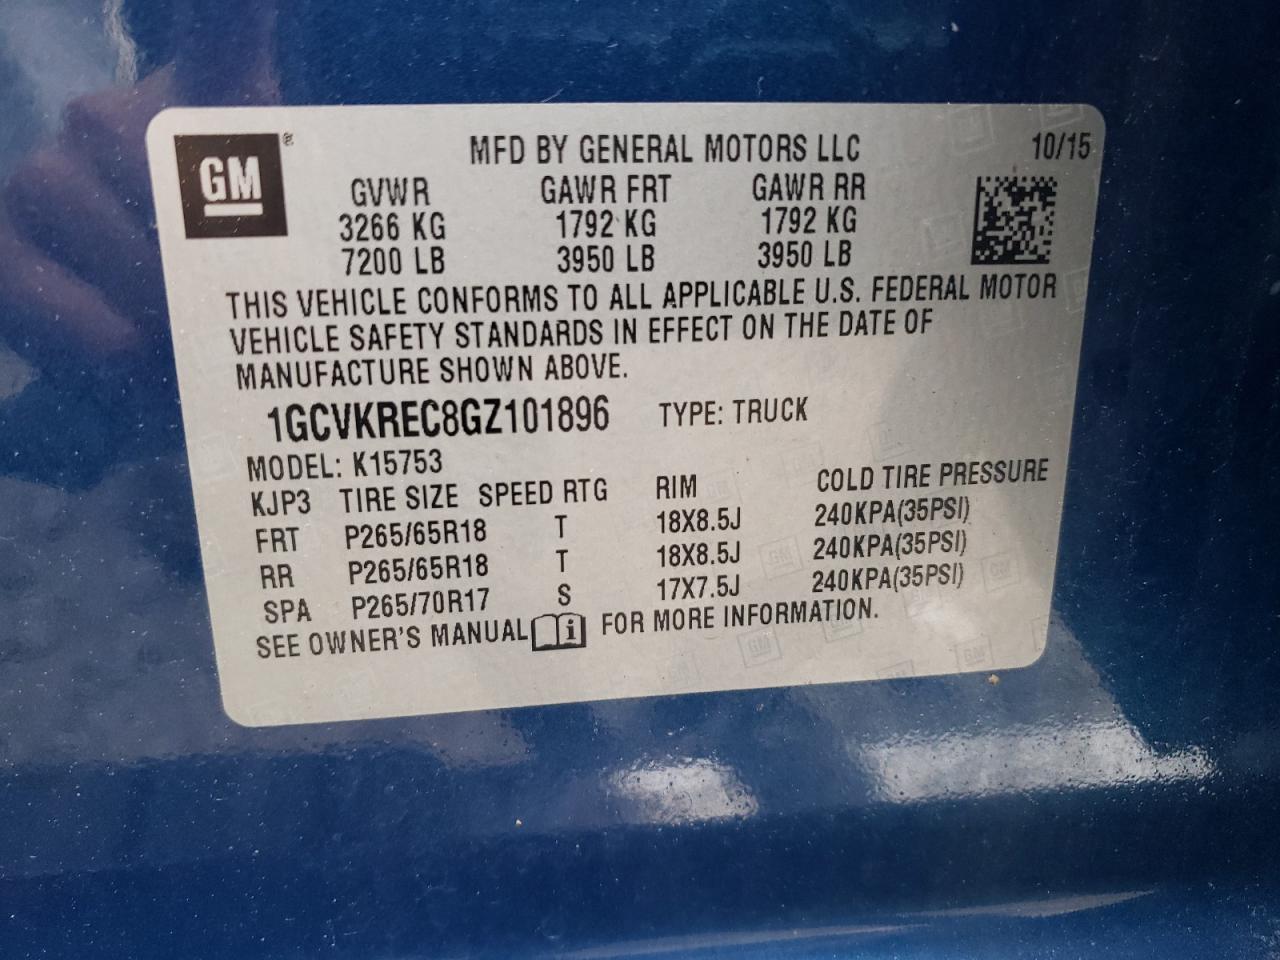 GM ®
MFD BY GENERAL MOTORS LLC 10/15
GVWR GAWR FRT GAWR RR
3266 KG 1792 KG 1792 KG
7200 LB 3950 LB 3950 LB
THIS VEHICLE CONFORMS TO ALL APPLICABLE U.S. FEDERAL MOTOR
VEHICLE SAFETY STANDARDS IN EFFECT ON THE DATE OF
MANUFACTURE SHOWN ABOVE.
1GCVKREC8GZ101896 TYPE: TRUCK
MODEL: K15753
KJP3 TIRE SIZE SPEED RTG RIM COLD TIRE PRESSURE
FRT P265/65R18 T 18X8.5J 240KPA(35PSI)
RR P265/65R18 T 18X8.5J 240KPA(35PSI)
SPA P265/70R17 S 17X7.5J 240KPA(35PSI)
SEE OWNER'S MANUAL i FOR MORE INFORMATION.